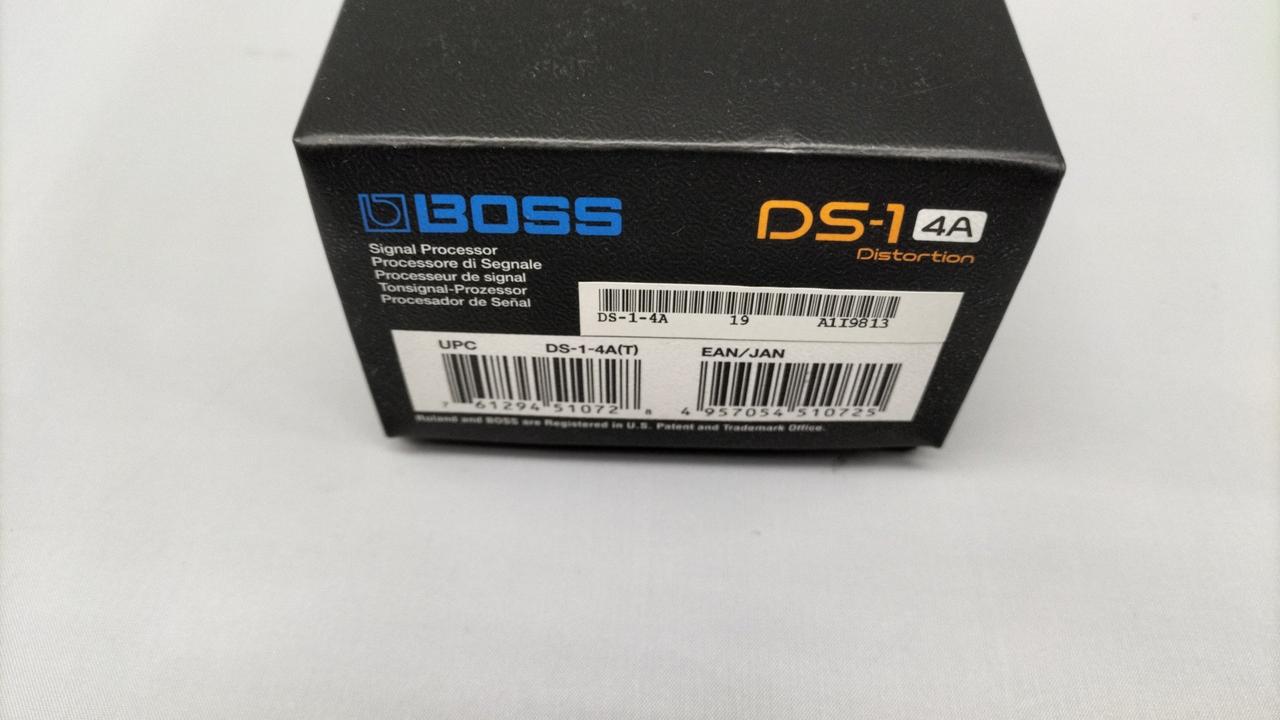 BOSS
DS-1 4A
Distortion
Signal Processor
Processore di Segnale
Processeur de signal
Tonsignal-Prozessor
Procesador de Señal
DS-1-4A 19 A1I9813
UPC DS-1-4A(T) EAN/JAN
7 61294 51072 8 4 957054 510725
Roland and BOSS are Registered in U.S. Patent and Trademark Office.